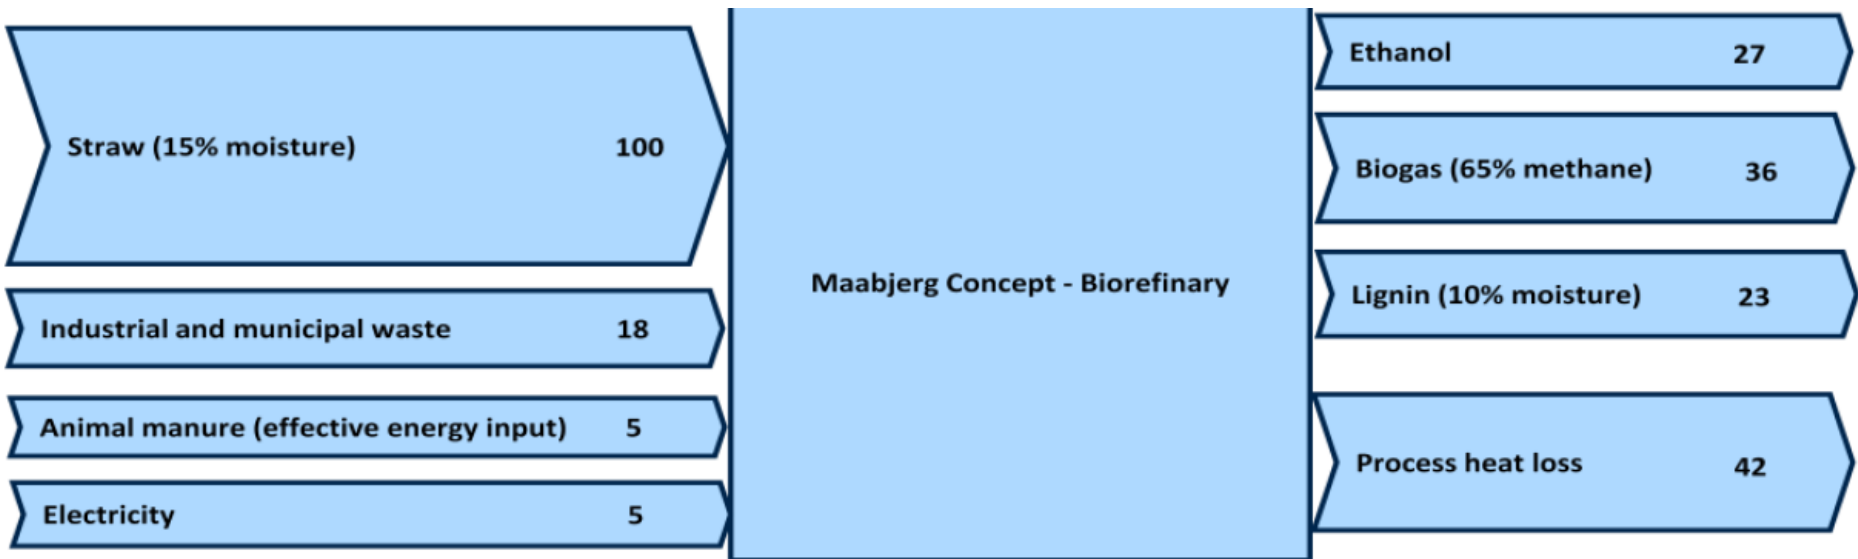 Straw (15% moisture) 100
Industrial and municipal waste 18
Animal manure (effective energy input) 5
Electricity 5
Maabjerg Concept - Biorefinary
Ethanol 27
Biogas (65% methane) 36
Lignin (10% moisture) 23
Process heat loss 42